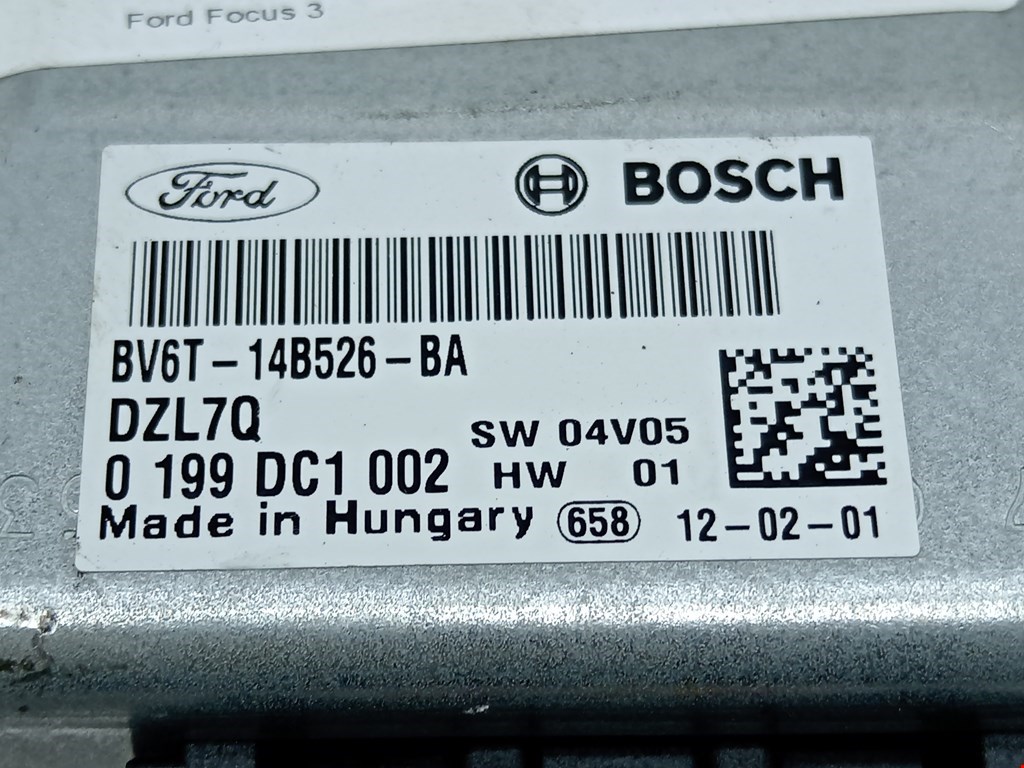 Ford Focus 3
Ford
BOSCH
BV6T-14B526-BA
DZL7Q
SW 04V05
0 199 DC1 002
HW 01
Made in Hungary 658 12-02-01